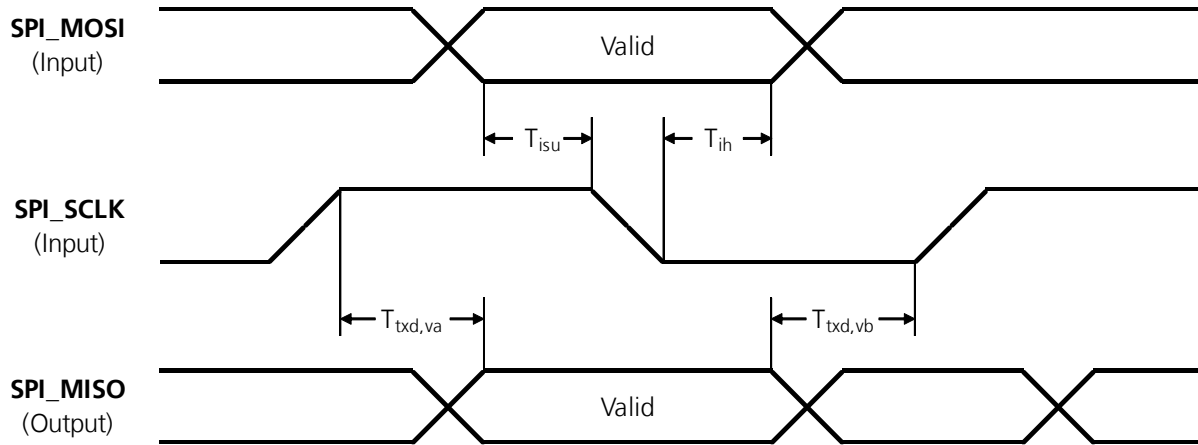 SPI_MOSI
(Input)
Valid
T_isu
T_ih
SPI_SCLK
(Input)
T_txd,va
T_txd,vb
SPI_MISO
(Output)
Valid